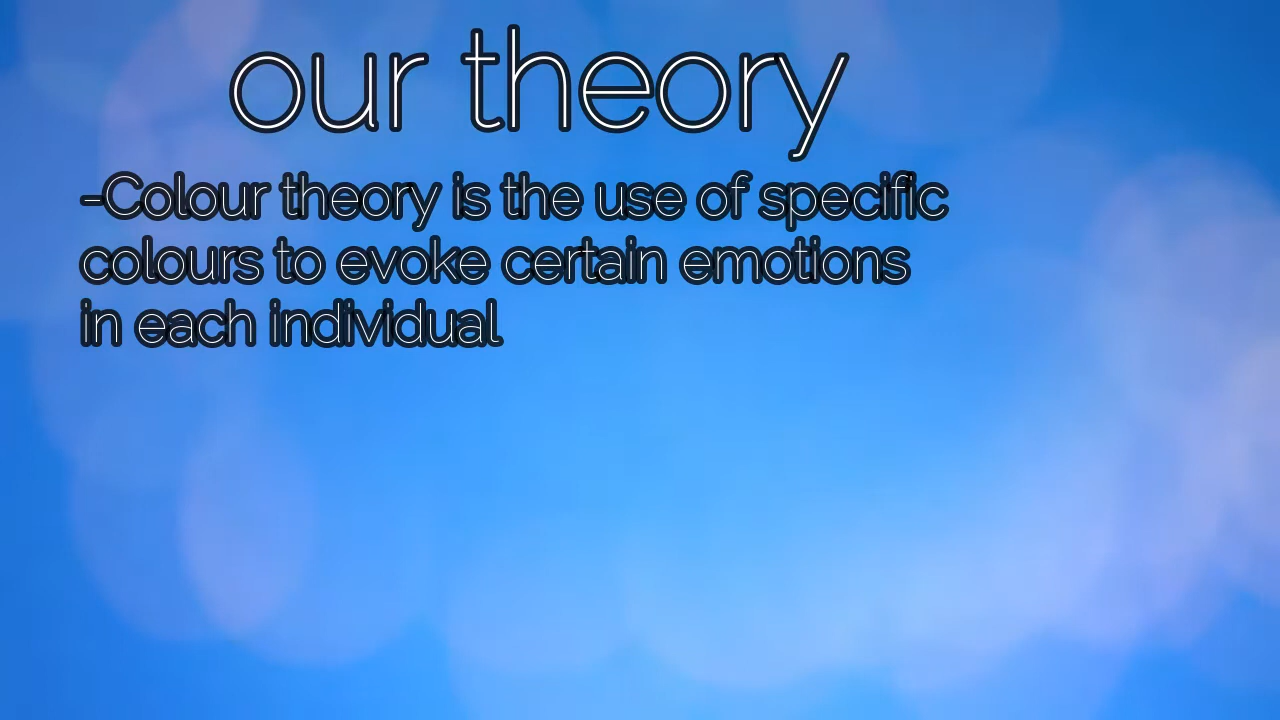 our theory
-Colour theory is the use of specific
colours to evoke certain emotions
in each individual